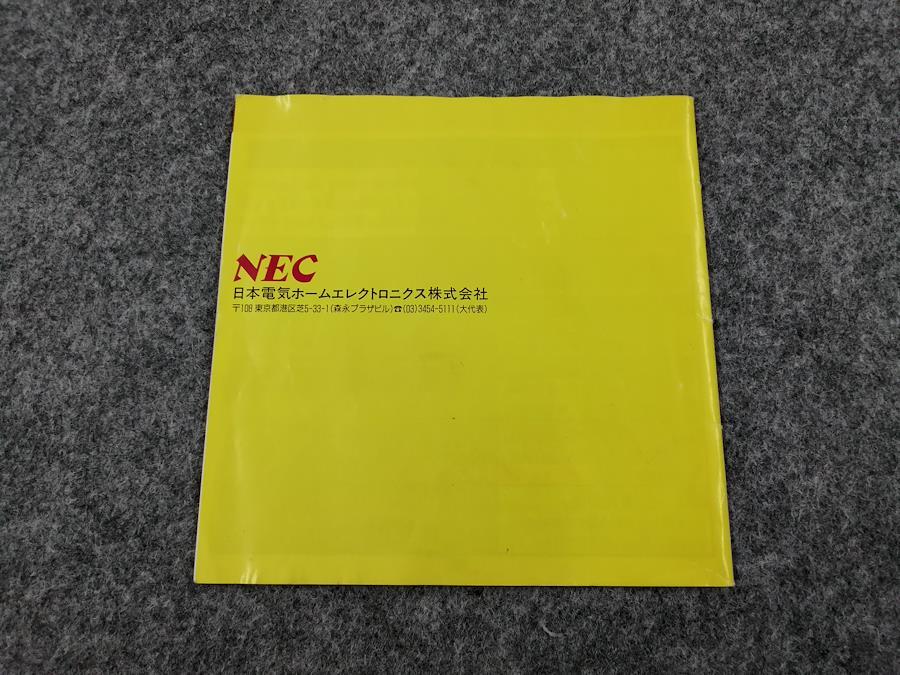 NEC
日本電気ホームエレクトロニクス株式会社
〒108 東京都港区芝5-33-1(森永プラザビル)☎(03)3454-5111(大代表)